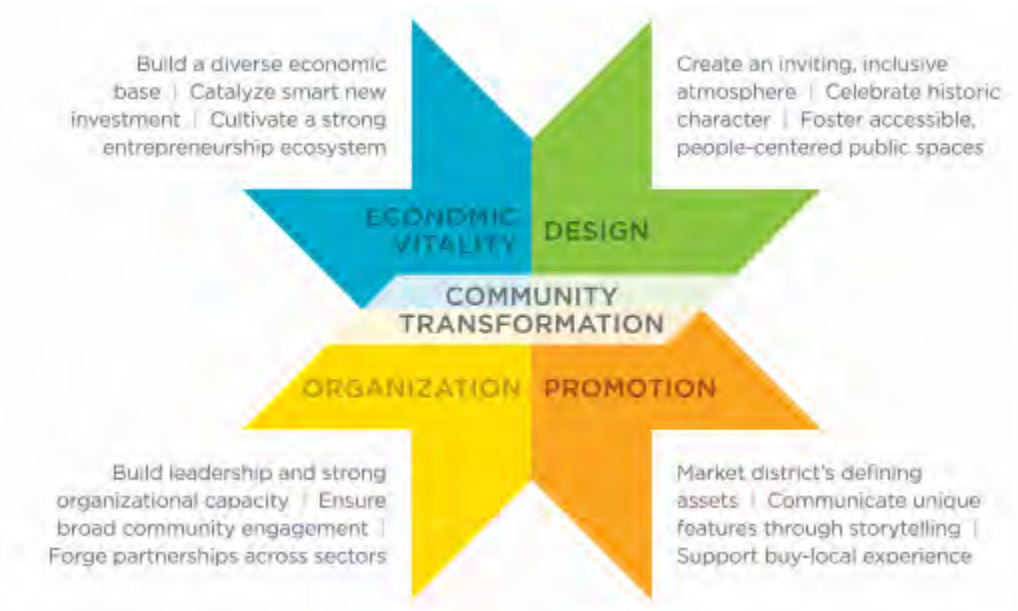 Build a diverse economic
base | Catalyze smart new
investment | Cultivate a strong
entrepreneurship ecosystem
Create an inviting, inclusive
atmosphere | Celebrate historic
character | Foster accessible,
people-centered public spaces
ECONOMIC
VITALITY
DESIGN
COMMUNITY
TRANSFORMATION
ORGANIZATION
PROMOTION
Build leadership and strong
organizational capacity | Ensure
broad community engagement |
Forge partnerships across sectors
Market district's defining
assets | Communicate unique
features through storytelling |
Support buy-local experience